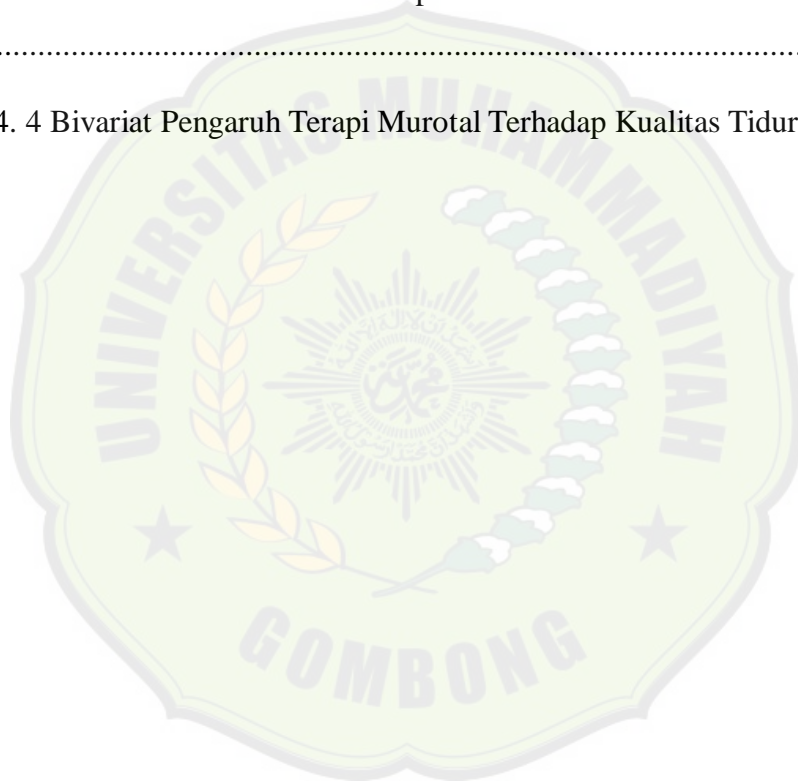 ............................................................................................
4. 4 Bivariat Pengaruh Terapi Murotal Terhadap Kualitas Tidur
UNIVERSITAS MUHAMMADIYAH
GOMBONG